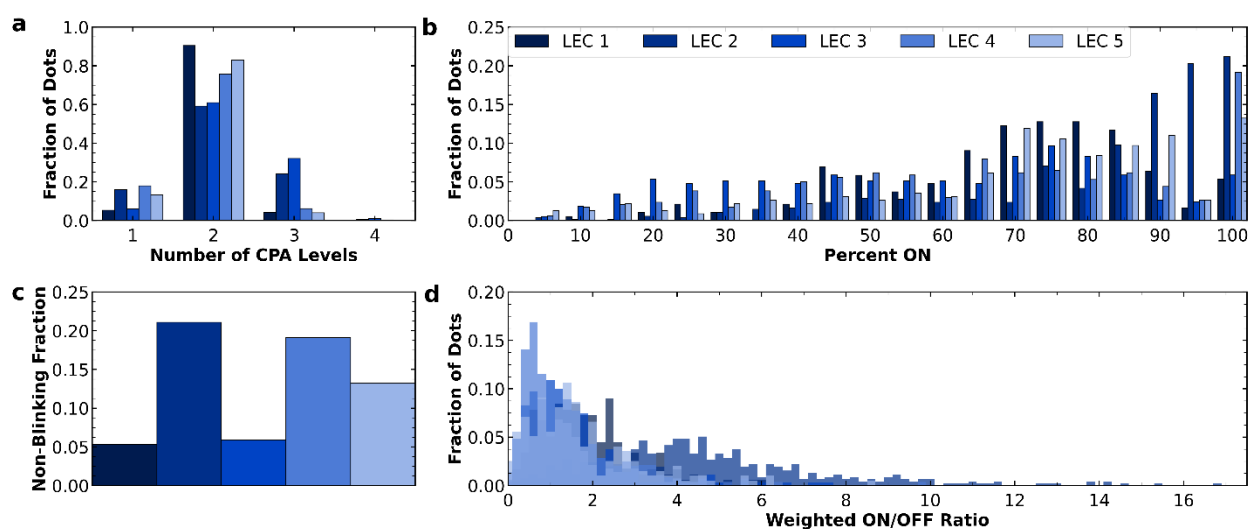 a
1.0
0.8
0.6
0.4
0.2
0.0
Fraction of Dots
1 2 3 4
Number of CPA Levels
b
LEC 1 LEC 2 LEC 3 LEC 4 LEC 5
0.25
0.20
0.15
0.10
0.05
0.00
Fraction of Dots
0 10 20 30 40 50 60 70 80 90 100
Percent ON
c
0.25
0.20
0.15
0.10
0.05
0.00
Non-Blinking Fraction
d
0.20
0.15
0.10
0.05
0.00
Fraction of Dots
0 2 4 6 8 10 12 14 16
Weighted ON/OFF Ratio